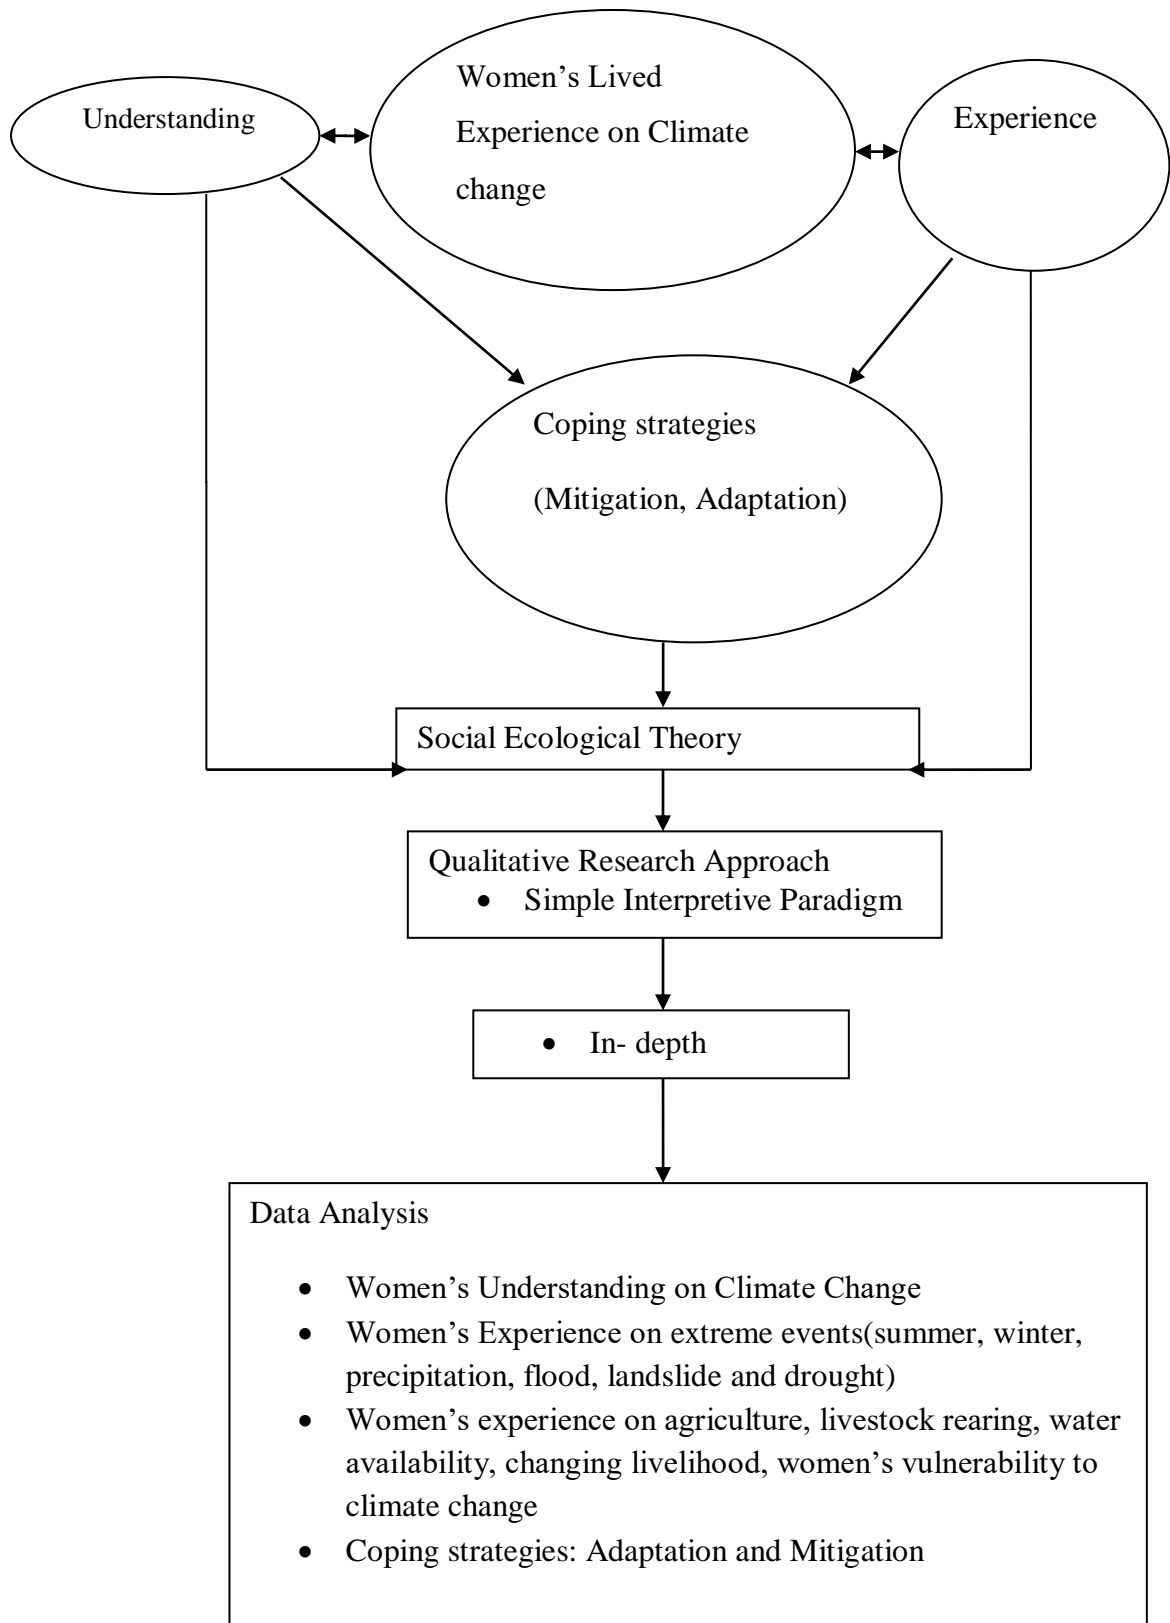 Understanding
Women’s Lived
Experience on Climate
change
Experience
Coping strategies
(Mitigation, Adaptation)
Social Ecological Theory
Qualitative Research Approach
• Simple Interpretive Paradigm
• In- depth
Data Analysis
• Women’s Understanding on Climate Change
• Women’s Experience on extreme events(summer, winter,
precipitation, flood, landslide and drought)
• Women’s experience on agriculture, livestock rearing, water
availability, changing livelihood, women’s vulnerability to
climate change
• Coping strategies: Adaptation and Mitigation